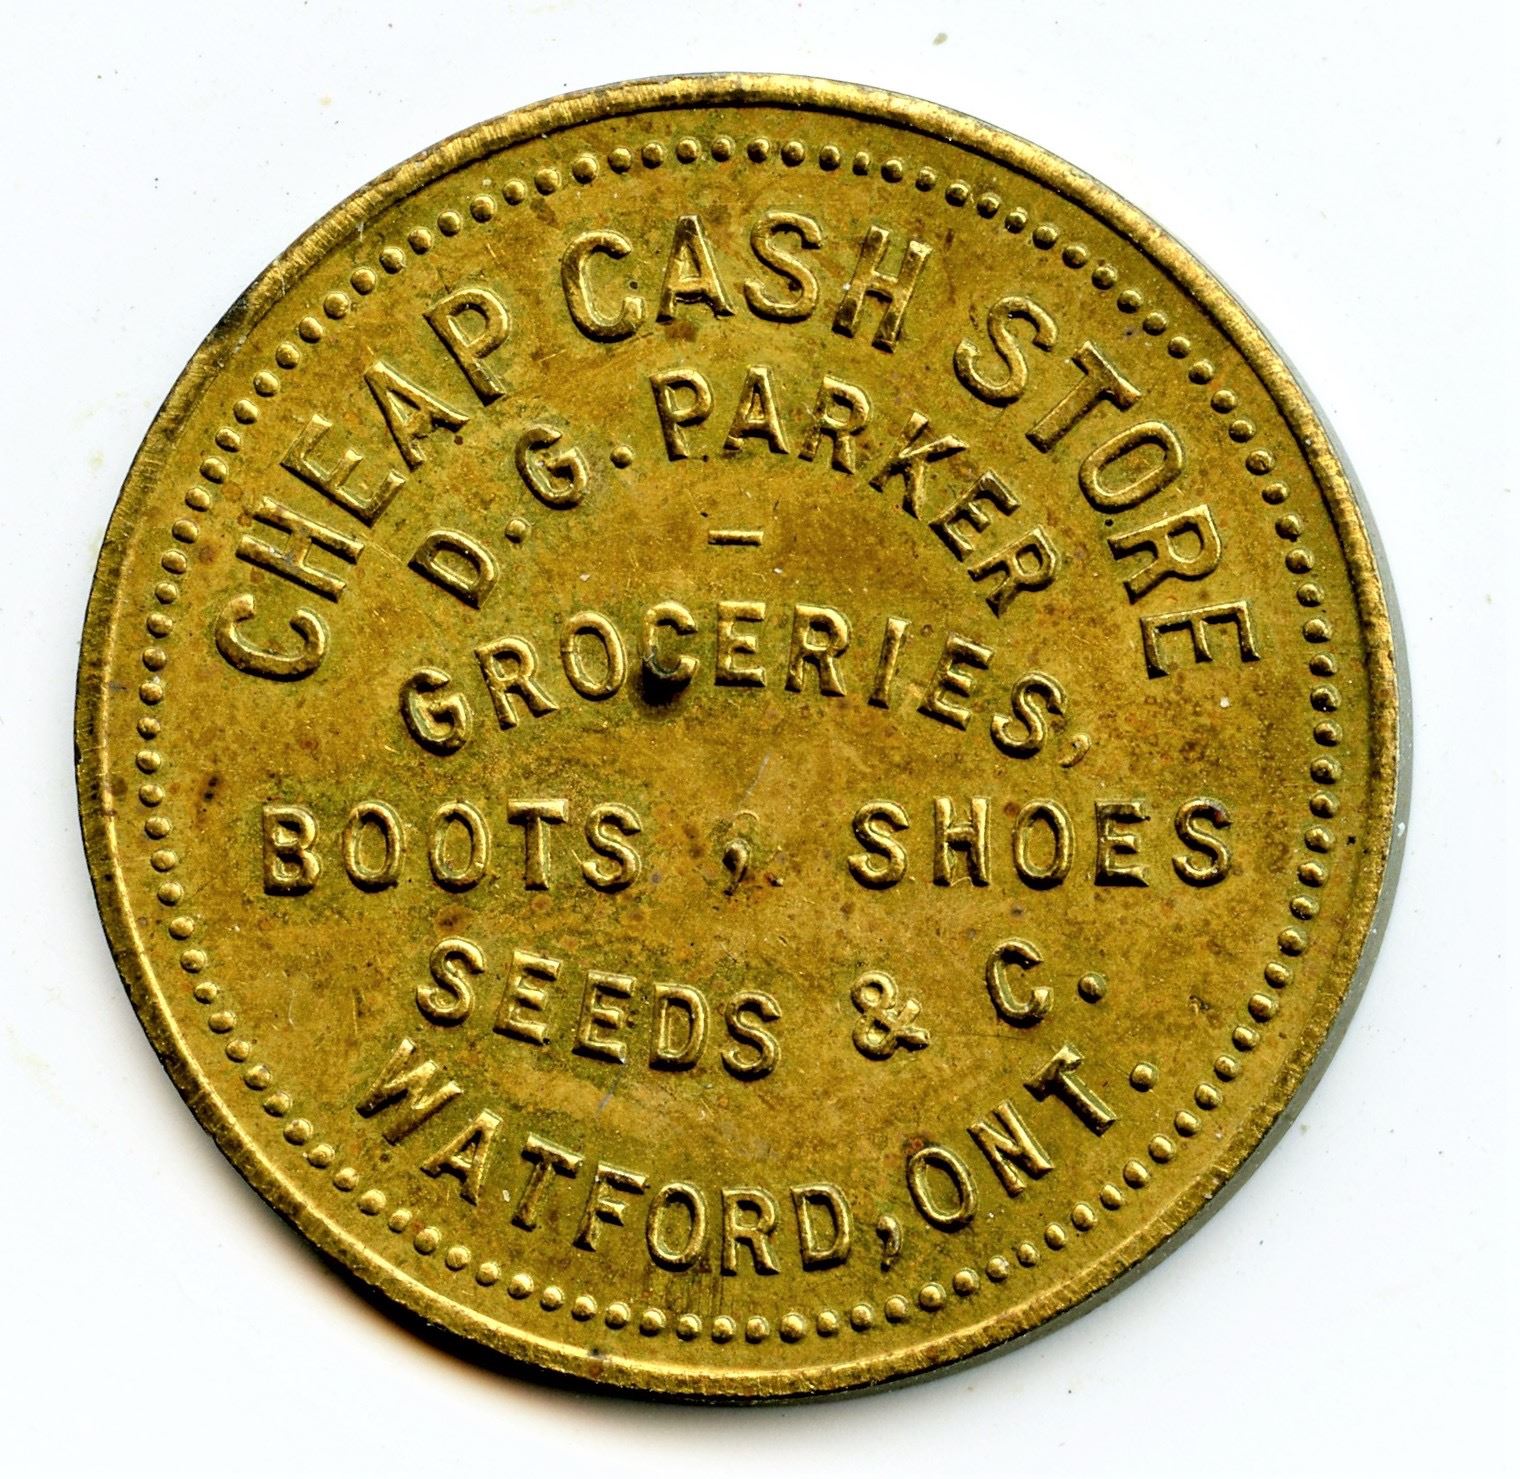 CHEAP CASH STORE
D. G. PARKER
GROCERIES,
BOOTS, SHOES
SEEDS & C.
WATFORD, ONT.